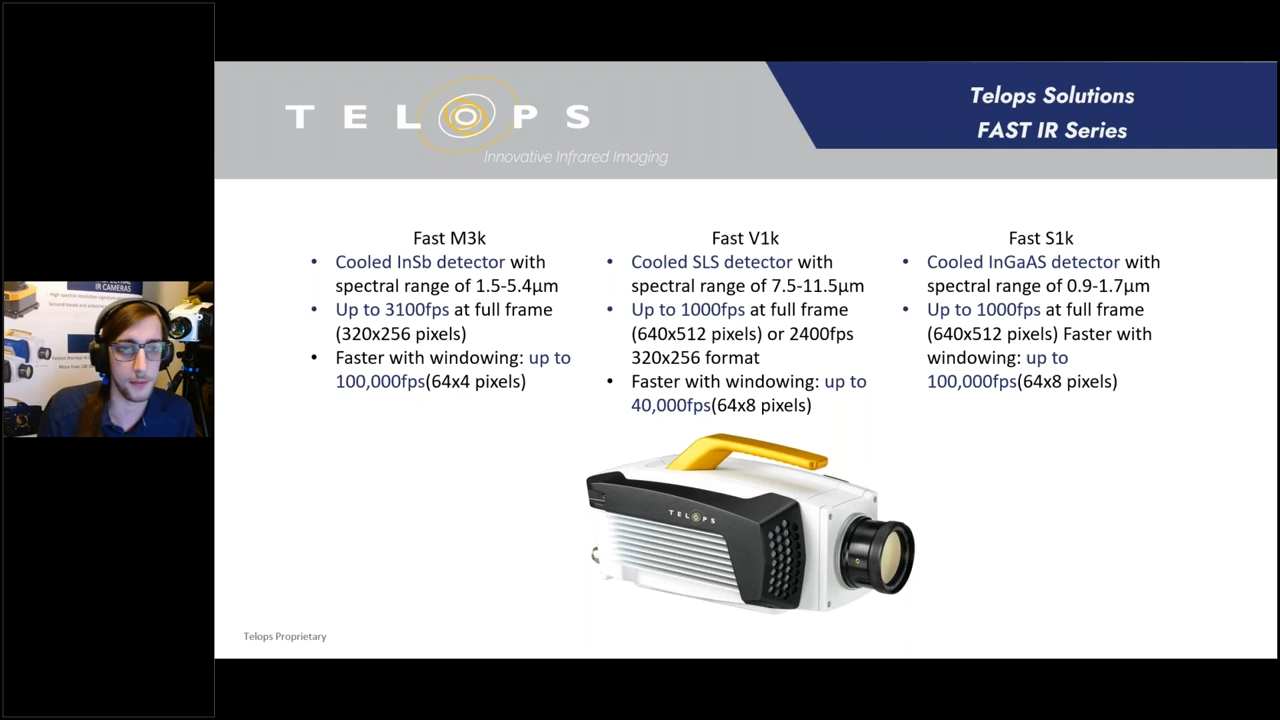 TELOPS
Innovative Infrared Imaging
Telops Solutions
FAST IR Series
Fast M3k
• Cooled InSb detector with
spectral range of 1.5-5.4µm
• Up to 3100fps at full frame
(320x256 pixels)
• Faster with windowing: up to
100,000fps(64x4 pixels)
Fast V1k
• Cooled SLS detector with
spectral range of 7.5-11.5µm
• Up to 1000fps at full frame
(640x512 pixels) or 2400fps
320x256 format
• Faster with windowing: up to
40,000fps(64x8 pixels)
Fast S1k
• Cooled InGaAS detector with
spectral range of 0.9-1.7µm
• Up to 1000fps at full frame
(640x512 pixels) Faster with
windowing: up to
100,000fps(64x8 pixels)
IR CAMERAS
TELOPS
Telops Proprietary